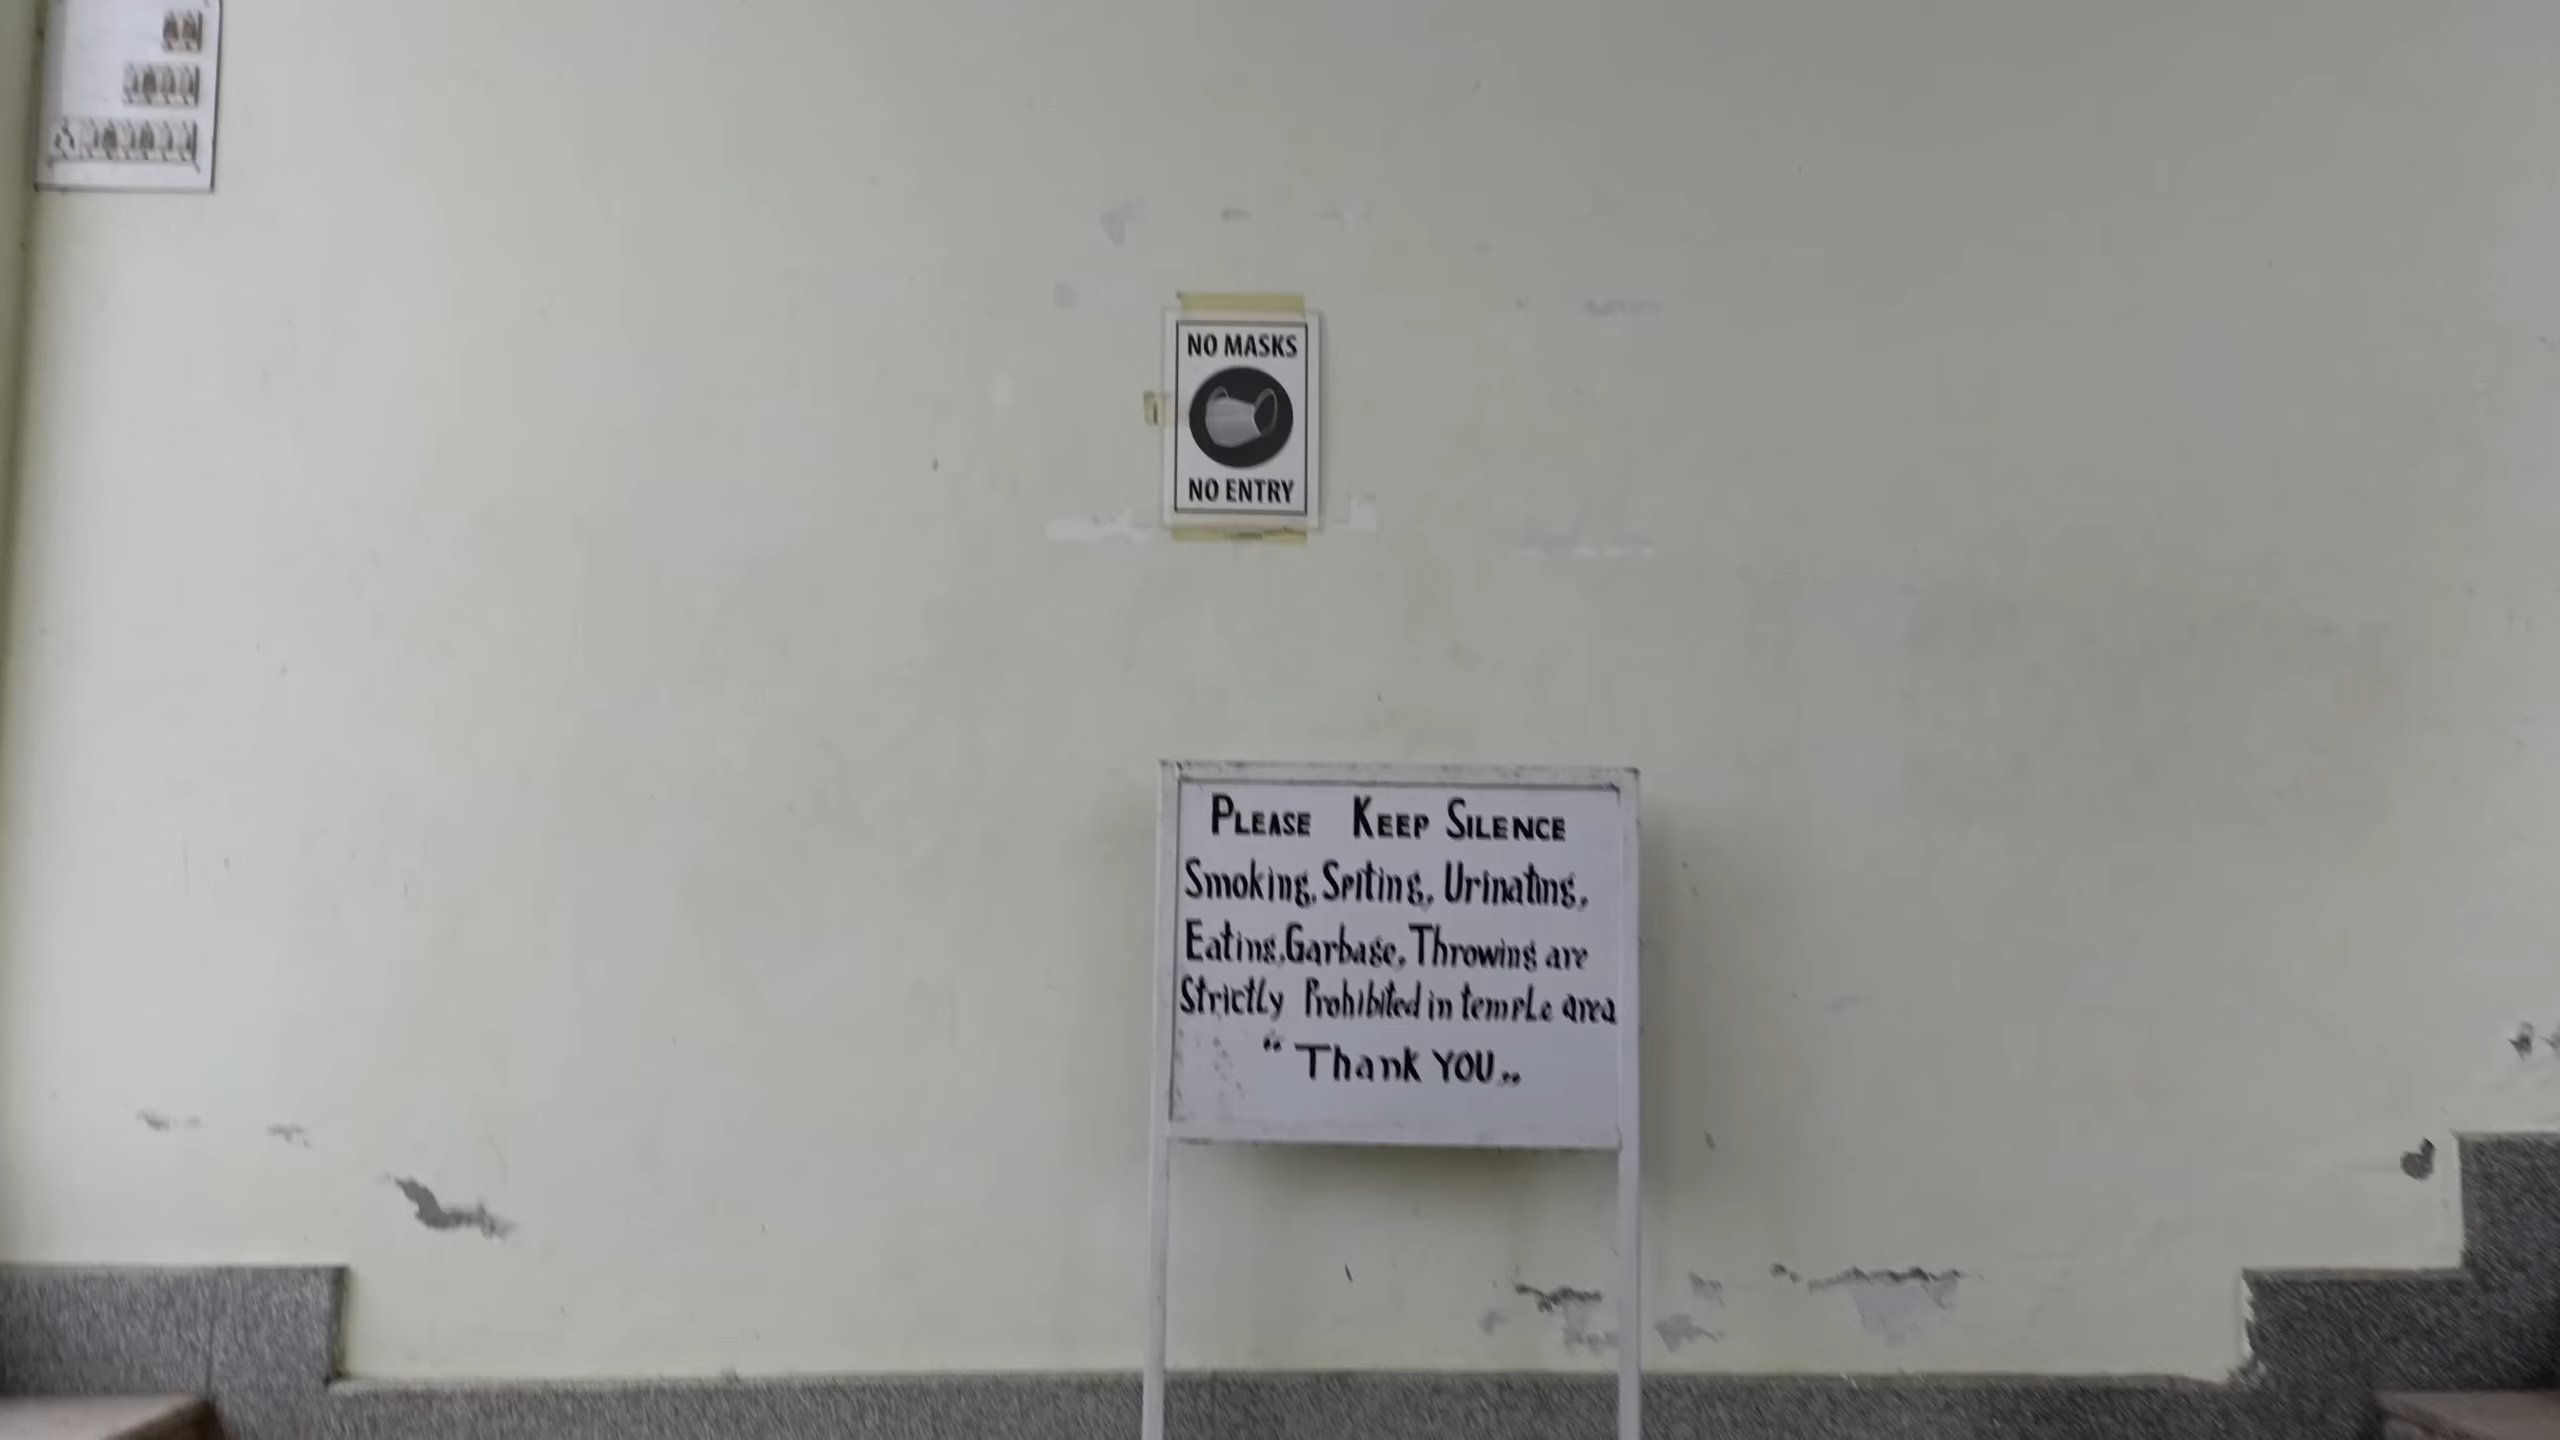 NO MASKS
NO ENTRY
PLEASE KEEP SILENCE
Smoking, Spiting, Urinating,
Eating, Garbage, Throwing are
Strictly Prohibited in temple area
“ Thank YOU „